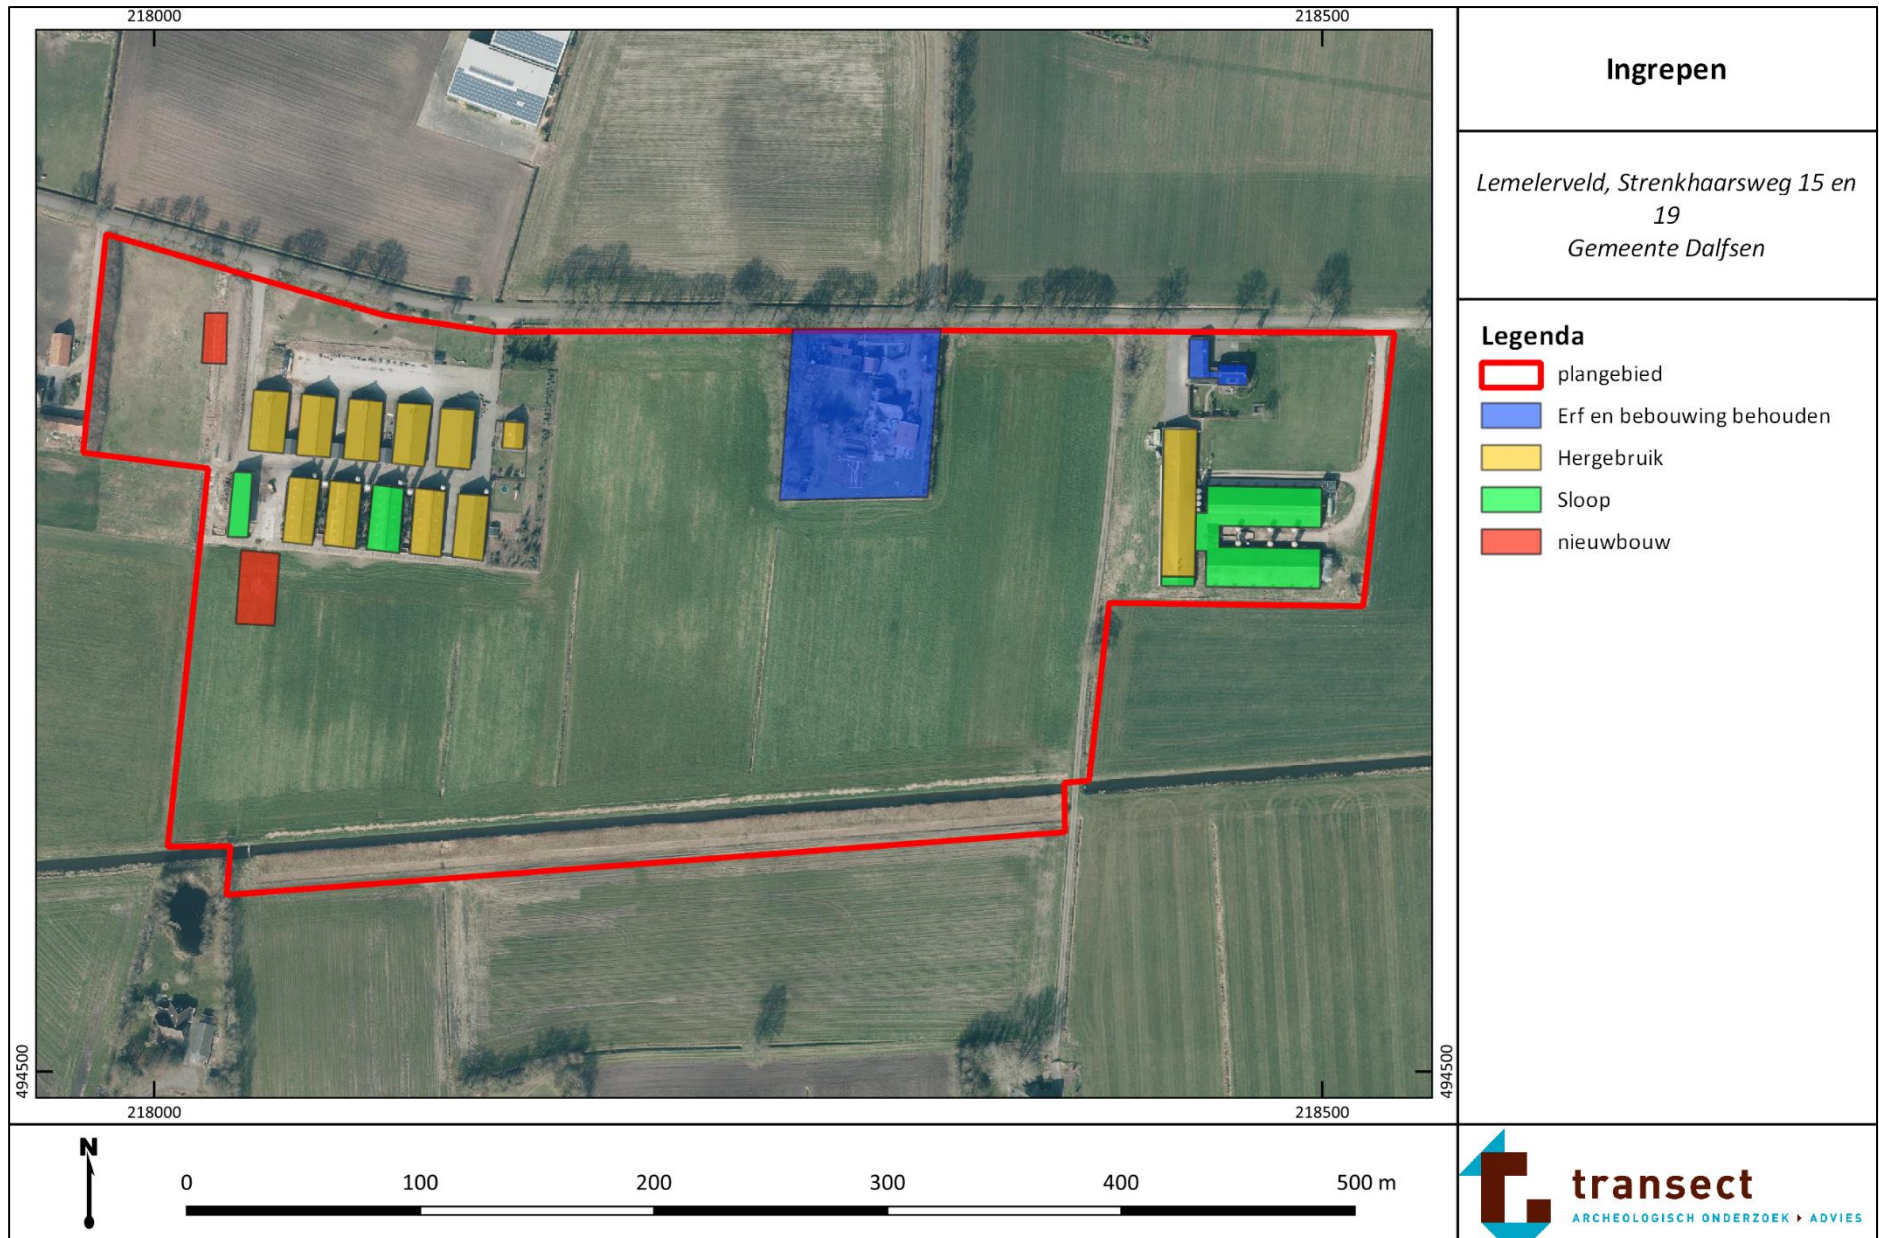 218000
218500
Ingrepen
Lemelerveld, Strenkhaarsweg 15 en
19
Gemeente Dalfsen
Legenda
plangebied
Erf en bebouwing behouden
Hergebruik
Sloop
nieuwbouw
494500
494500
218000
218500
N
0 100 200 300 400 500 m
transect
ARCHEOLOGISCH ONDERZOEK ADVIES